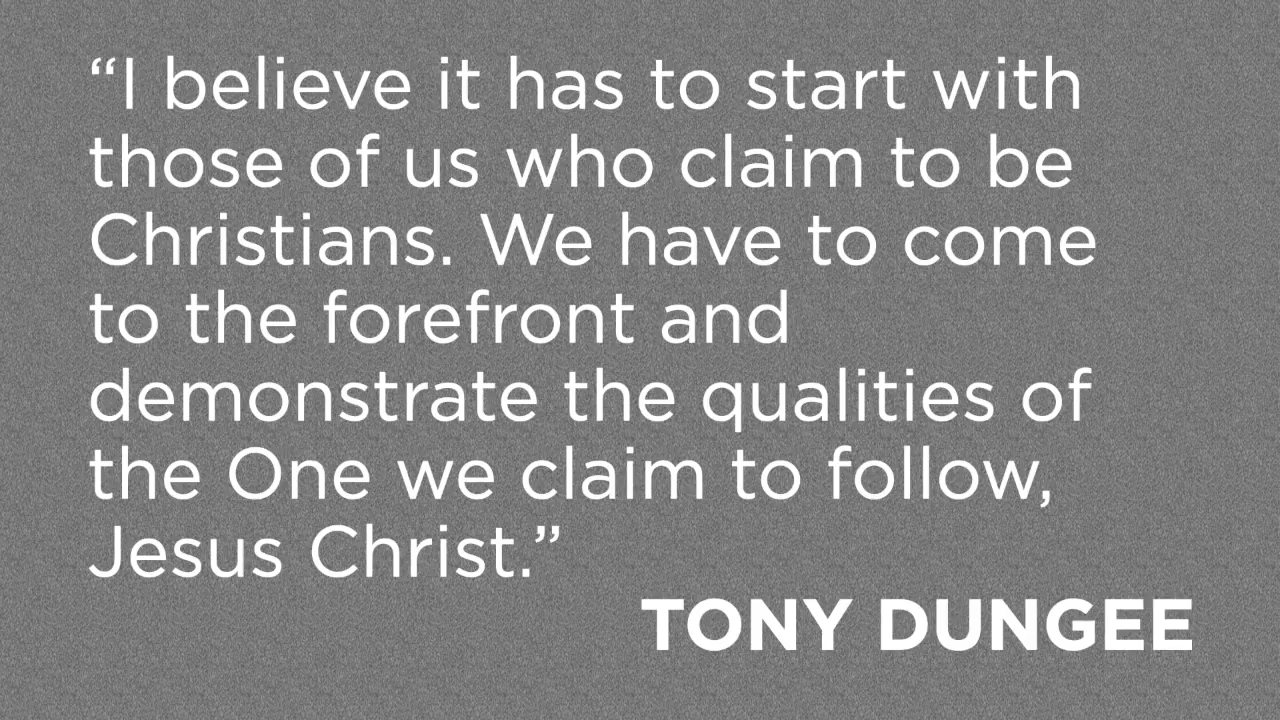 “I believe it has to start with
those of us who claim to be
Christians. We have to come
to the forefront and
demonstrate the qualities of
the One we claim to follow,
Jesus Christ.”
TONY DUNGEE